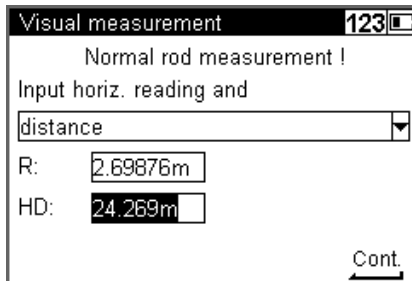 Visual measurement 123
Normal rod measurement !
Input horiz. reading and
distance
R: 2.69876m
HD: 24.269m
Cont.